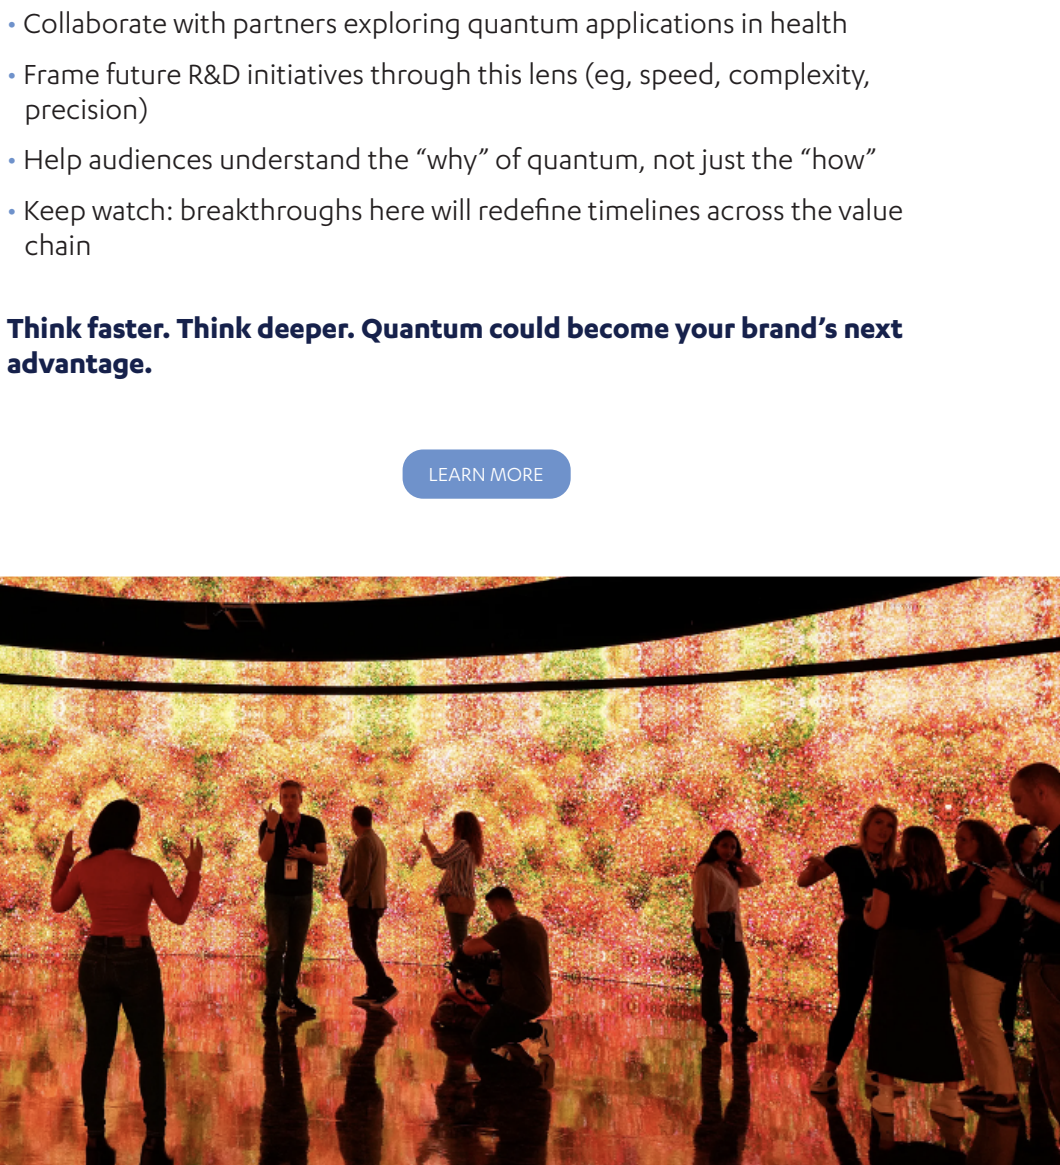 • Collaborate with partners exploring quantum applications in health
• Frame future R&D initiatives through this lens (eg, speed, complexity,
precision)
• Help audiences understand the “why” of quantum, not just the “how”
• Keep watch: breakthroughs here will redefine timelines across the value
chain
Think faster. Think deeper. Quantum could become your brand’s next
advantage.
LEARN MORE